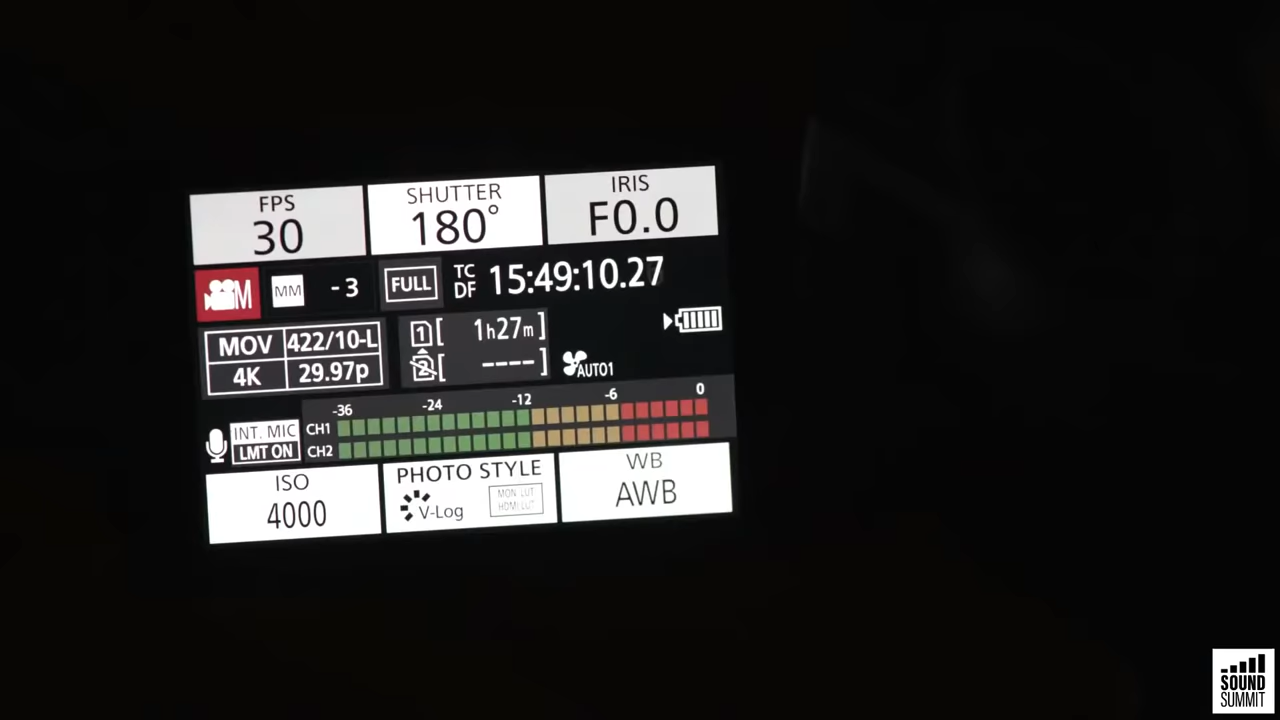 FPS SHUTTER IRIS
30 180° F0.0
M MM -3 FULL TC DF 15:49:10.27
MOV 422/10-L 1[ 1h27m]
4K 29.97p 2[ ----] AUTO1
-36 -24 -12 -6 0
INT. MIC CH1
LMT ON CH2
ISO PHOTO STYLE WB
4000 V-Log MON LUT AWB
HDMI LUT
SOUND
SUMMIT